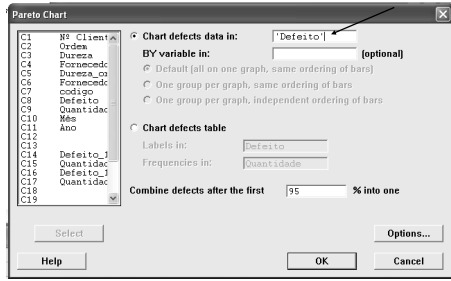 Pareto Chart
C1 Nº Client
C2 Ordem
C3 Dureza
C4 Fornecedo
C5 Dureza_or
C6 Fornecedo
C7 codigo
C8 Defeito
C9 Quantidad
C10 Mês
C11 Ano
C12
C13
C14 Defeito_1
C15 Quantidad
C16 Defeito_1
C17 Quantidad
C18
C19
Chart defects data in: 'Defeito'
BY variable in: (optional)
Default (all on one graph, same ordering of bars)
One group per graph, same ordering of bars
One group per graph, independent ordering of bars
Chart defects table
Labels in: Defeito
Frequencies in: Quantidade
Combine defects after the first 95 % into one
Select
Options...
Help
OK
Cancel